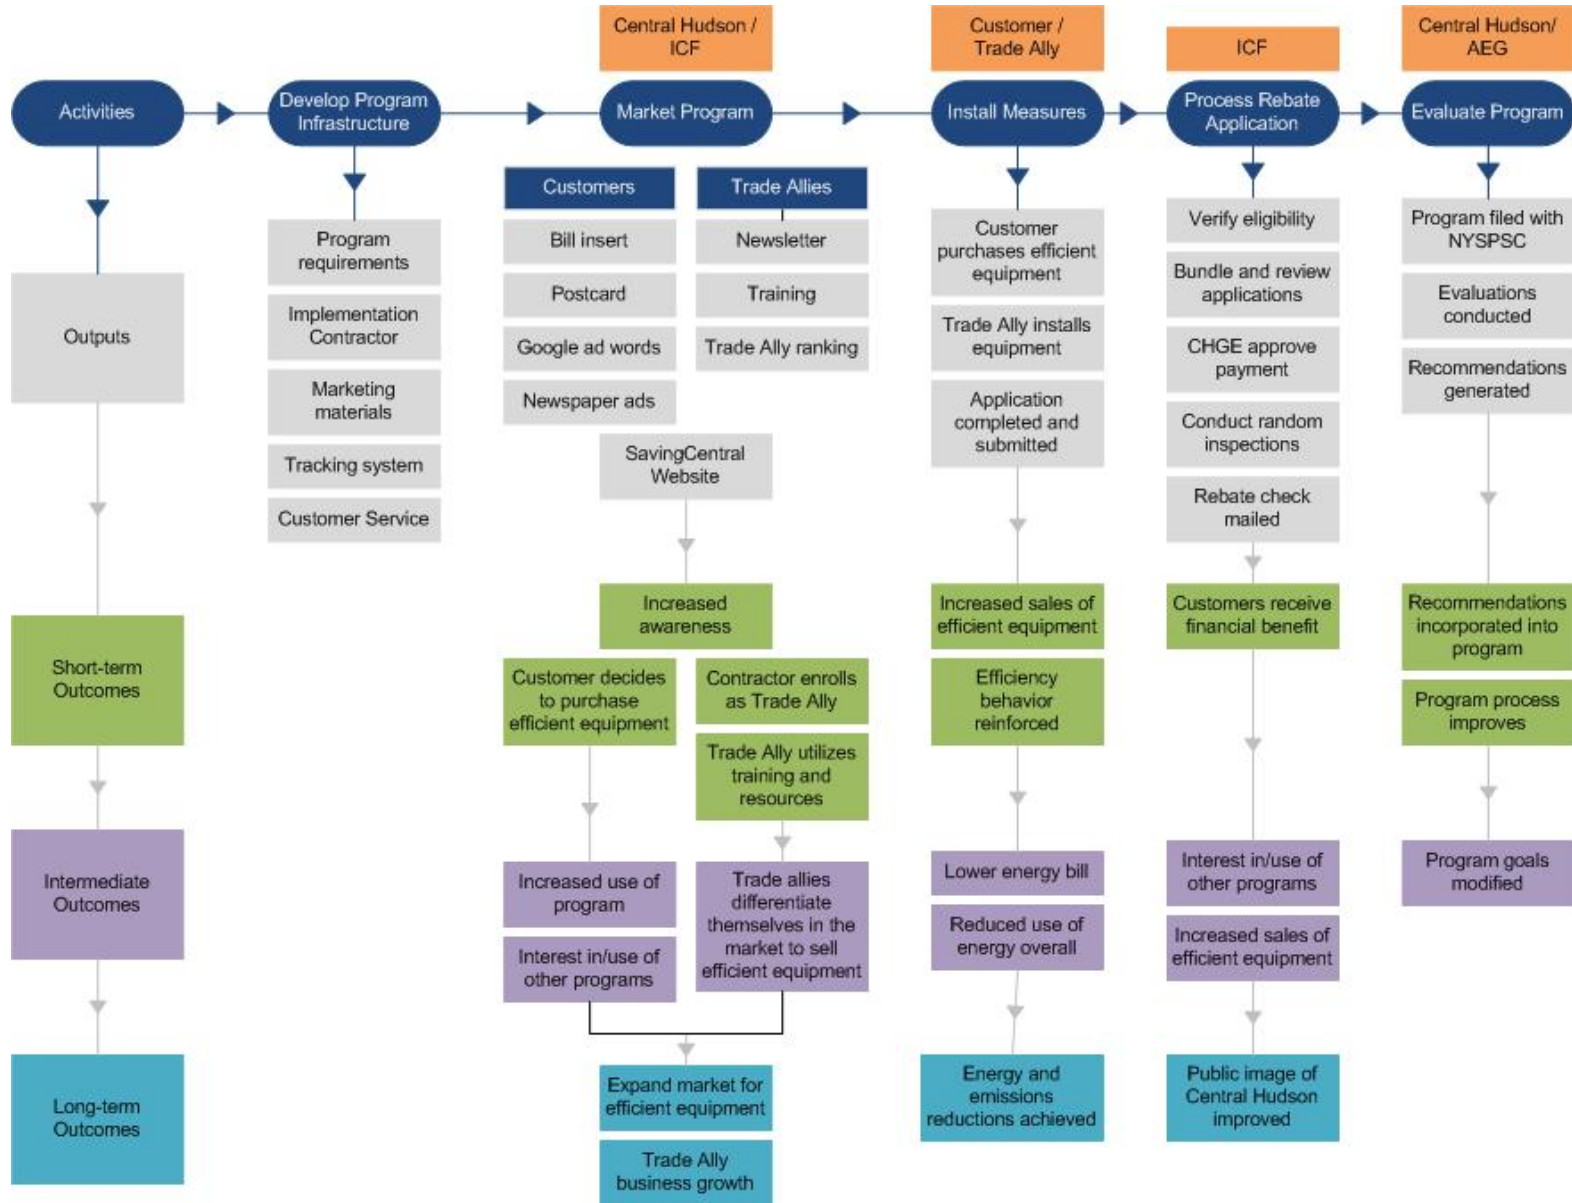 Central Hudson /
ICF
Customer /
Trade Ally
ICF
Central Hudson/
AEG
Activities
Develop Program
Infrastructure
Market Program
Install Measures
Process Rebate
Application
Evaluate Program
Outputs
Program
requirements
Implementation
Contractor
Marketing
materials
Tracking system
Customer Service
Customers
Bill insert
Postcard
Google ad words
Newspaper ads
Trade Allies
Newsletter
Training
Trade Ally ranking
SavingCentral
Website
Customer
purchases efficient
equipment
Trade Ally installs
equipment
Application
completed and
submitted
Verify eligibility
Bundle and review
applications
CHGE approve
payment
Conduct random
inspections
Rebate check
mailed
Program filed with
NYSPSC
Evaluations
conducted
Recommendations
generated
Short-term
Outcomes
Increased
awareness
Customer decides
to purchase
efficient equipment
Contractor enrolls
as Trade Ally
Trade Ally utilizes
training and
resources
Increased sales of
efficient equipment
Efficiency
behavior
reinforced
Customers receive
financial benefit
Recommendations
incorporated into
program
Program process
improves
Intermediate
Outcomes
Increased use of
program
Interest in/use of
other programs
Trade allies
differentiate
themselves in the
market to sell
efficient equipment
Lower energy bill
Reduced use of
energy overall
Interest in/use of
other programs
Increased sales of
efficient equipment
Program goals
modified
Long-term
Outcomes
Expand market for
efficient equipment
Trade Ally
business growth
Energy and
emissions
reductions achieved
Public image of
Central Hudson
improved